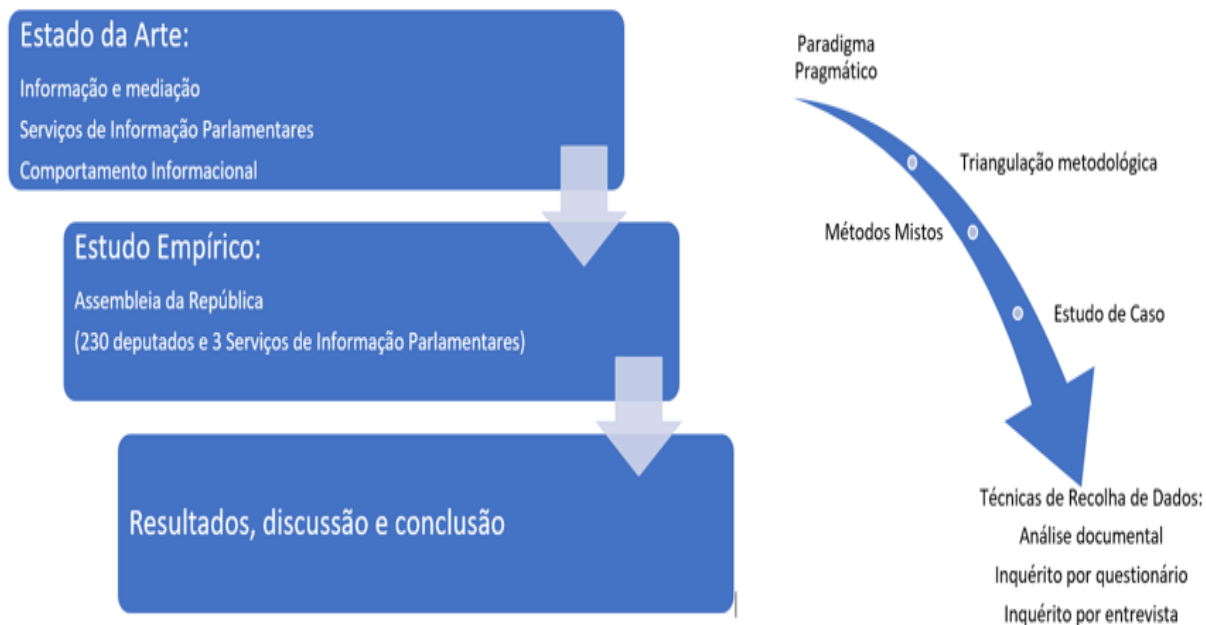 Estado da Arte:
Informação e mediação
Serviços de Informação Parlamentares
Comportamento Informacional
Estudo Empírico:
Assembleia da República
(230 deputados e 3 Serviços de Informação Parlamentares)
Resultados, discussão e conclusão
Paradigma
Pragmático
Triangulação metodológica
Métodos Mistos
Estudo de Caso
Técnicas de Recolha de Dados:
Análise documental
Inquérito por questionário
Inquérito por entrevista